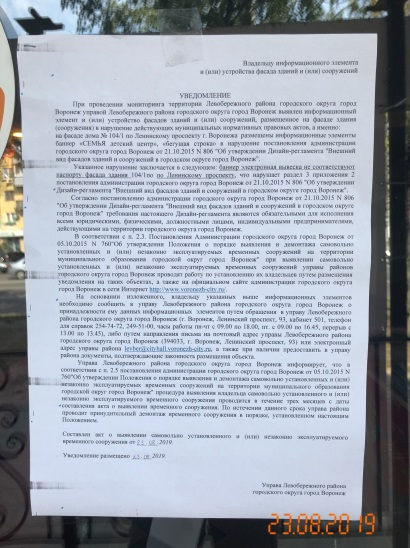 Владельцу информационного элемента
и (или) устройства фасада зданий и (или) сооружений
УВЕДОМЛЕНИЕ
При проведении мониторинга территории Левобережного района городского округа город
Воронеж управой Левобережного района городского округа город Воронеж выявлен информационный
элемент и (или) устройство фасадов зданий и сооружений, размещенное на фасаде здания
(сооружения) в нарушение действующих муниципальных нормативных правовых актов, а именно:
на фасаде дома № 104/1 по Ленинскому проспекту г. Воронежа размещены информационные элементы
баннер «СЕМЬЯ детский центр», «бегущая строка» в нарушение постановления администрации
городского округа город Воронеж от 21.10.2015 N 806 "Об утверждении Дизайн-регламента "Внешний
вид фасадов зданий и сооружений в городском округе город Воронеж".
Указанное нарушение заключается в следующем: баннер электронная вывеска не соответствуют
паспорту фасада здания 104/1по по Ленинскому проспекту, что нарушает раздел 3 приложения 2
постановления администрации городского округа город Воронеж от 21.10.2015 N 806 "Об утверждении
Дизайн-регламента "Внешний вид фасадов зданий и сооружений в городском округе город Воронеж".
Согласно постановлению администрации городского округа город Воронеж от 21.10.2015 N
806 "Об утверждении Дизайн-регламента "Внешний вид фасадов зданий и сооружений в городском округе
город Воронеж" требования настоящего Дизайн-регламента являются обязательными для исполнения
всеми юридическими, физическими, должностными лицами, индивидуальными предпринимателями,
действующими на территории городского округа город Воронеж.
В соответствии с п. 2.3. Постановления Администрации городского округа город Воронеж от
05.10.2015 N 760"Об утверждении Положения о порядке выявления и демонтажа самовольно
установленных и (или) незаконно эксплуатируемых временных сооружений на территории
муниципального образования городской округ город Воронеж" при выявлении самовольно
установленных и (или) незаконно эксплуатируемых временных сооружений управы районов
городского округа город Воронеж проводят работу по установлению их владельцев путем размещения
уведомления на таких объектах, а также на официальном сайте администрации городского округа
город Воронеж в сети Интернет http://www.voronezh-city.ru/.
На основании изложенного, владельцу указанных выше информационных элементов
необходимо сообщить в управу Левобережного района городского округа город Воронеж о
принадлежности ему данных информационных элементов путем обращения в управу Левобережного
района городского округа город Воронеж (г. Воронеж, Ленинский проспект, 93, кабинет 501, телефон
для справок 254-74-72, 249-51-00, часы работы пн-чт с 09.00 до 18.00, пт. с 09.00 по 16.45, перерыв с
13.00 до 13.45), либо путем направления письма на почтовый адрес управы Левобережного района
городского округа город Воронеж (394033, г. Воронеж, Ленинский проспект, 93) или электронный
адрес управы района , а также при наличии предоставить в управу
района документы, подтверждающие законность размещения объекта.
Управа Левобережного района городского округа город Воронеж информирует, что в
соответствии с п. 2.5 постановления администрации городского округа город Воронеж от 05.10.2015 N
760"Об утверждении Положения о порядке выявления и демонтажа самовольно установленных и (или)
незаконно эксплуатируемых временных сооружений на территории муниципального образования
городской округ город Воронеж" процедура выявления владельца самовольно установленного и (или)
незаконно эксплуатируемого временного сооружения проводится в течение трех месяцев с даты
составления акта о выявлении временного сооружения. По истечении данного срока управа района
проводит принудительный демонтаж временного сооружения в порядке, установленном настоящим
Положением.
Составлен акт о выявлении самовольно установленного и (или) незаконно эксплуатируемого
временного сооружения от 2019.
Уведомление размещено 2019.
Управа Левобережного района
городского округа город Воронеж
23.08.2019